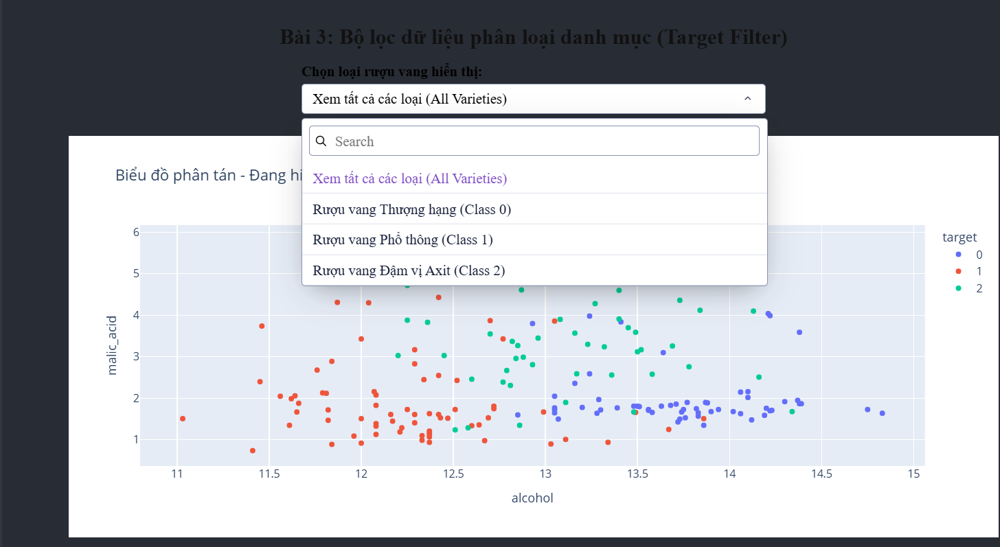 Bài 3: Bộ lọc dữ liệu phân loại danh mục (Target Filter)
Chọn loại rượu vang hiển thị:
Xem tất cả các loại (All Varieties)
Search
Xem tất cả các loại (All Varieties)
Rượu vang Thượng hạng (Class 0)
Rượu vang Phổ thông (Class 1)
Rượu vang Đậm vị Axit (Class 2)
Biểu đồ phân tán - Đang hi
6
5
4
3
2
1
malic_acid
11 11.5 12 12.5 13 13.5 14 14.5 15
alcohol
target
0
1
2